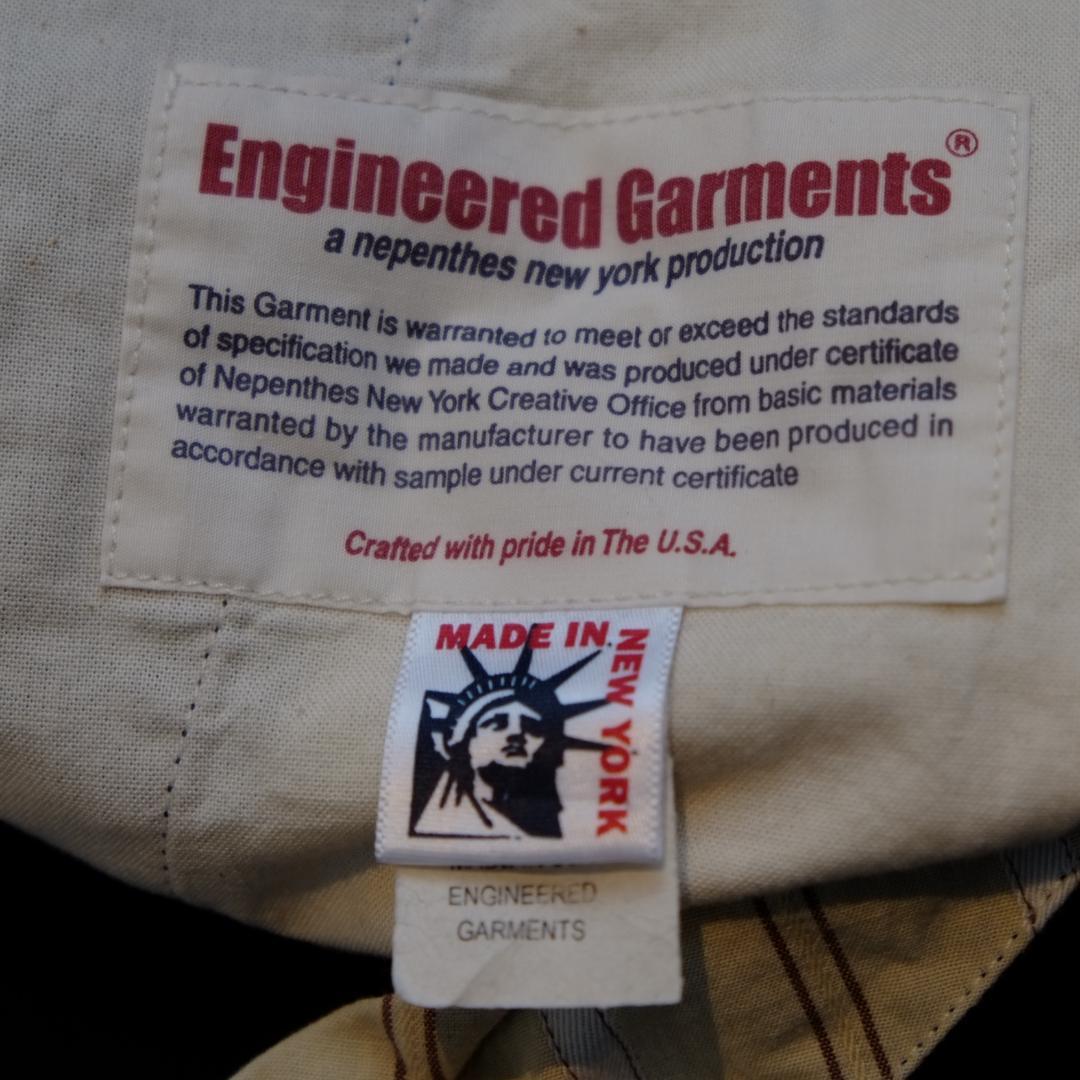 Engineered Garments®
a nepenthes new york production
This Garment is warranted to meet or exceed the standards
of specification we made and was produced under certificate
of Nepenthes New York Creative Office from basic materials
warranted by the manufacturer to have been produced in
accordance with sample under current certificate
Crafted with pride in The U.S.A.
MADE IN
NEW YORK
ENGINEERED
GARMENTS